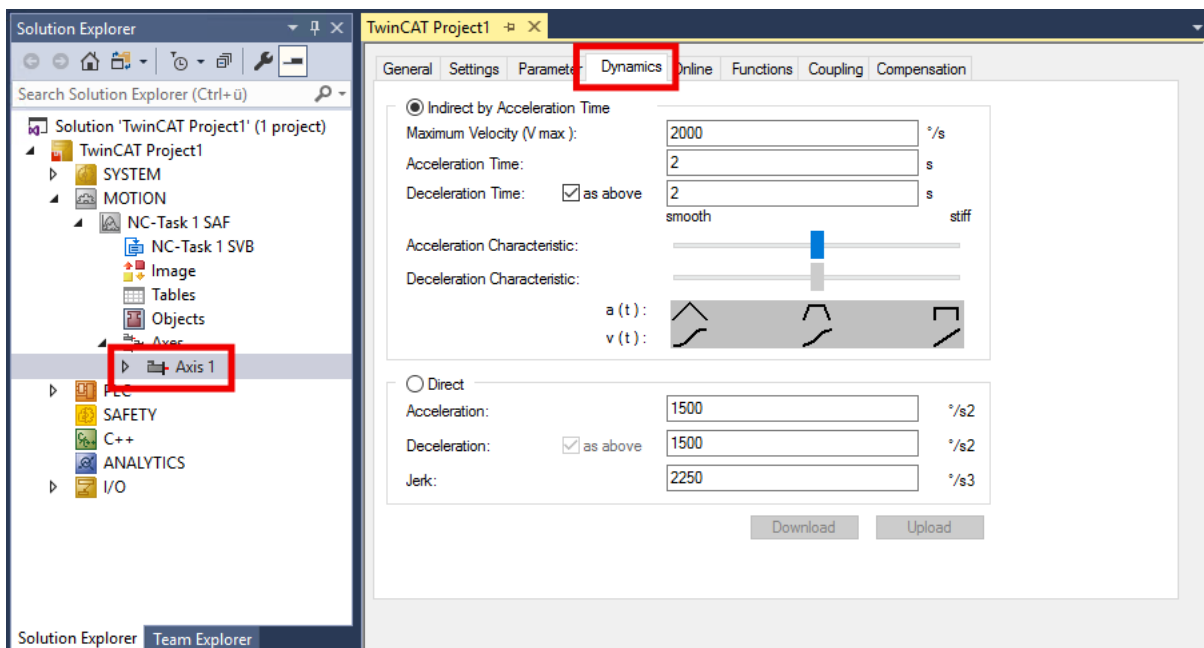 Solution Explorer
Search Solution Explorer (Ctrl+ü)
Solution 'TwinCAT Project1' (1 project)
TwinCAT Project1
SYSTEM
MOTION
NC-Task 1 SAF
NC-Task 1 SVB
Image
Tables
Objects
Axes
Axis 1
PLC
SAFETY
C++
ANALYTICS
I/O
Solution Explorer Team Explorer
TwinCAT Project1
General Settings Parameter Dynamics Online Functions Coupling Compensation
Indirect by Acceleration Time
Maximum Velocity (V max ): 2000 °/s
Acceleration Time: 2 s
Deceleration Time: as above 2 s
smooth stiff
Acceleration Characteristic:
Deceleration Characteristic:
a ( t ) :
v ( t ) :
Direct
Acceleration: 1500 °/s2
Deceleration: as above 1500 °/s2
Jerk: 2250 °/s3
Download Upload